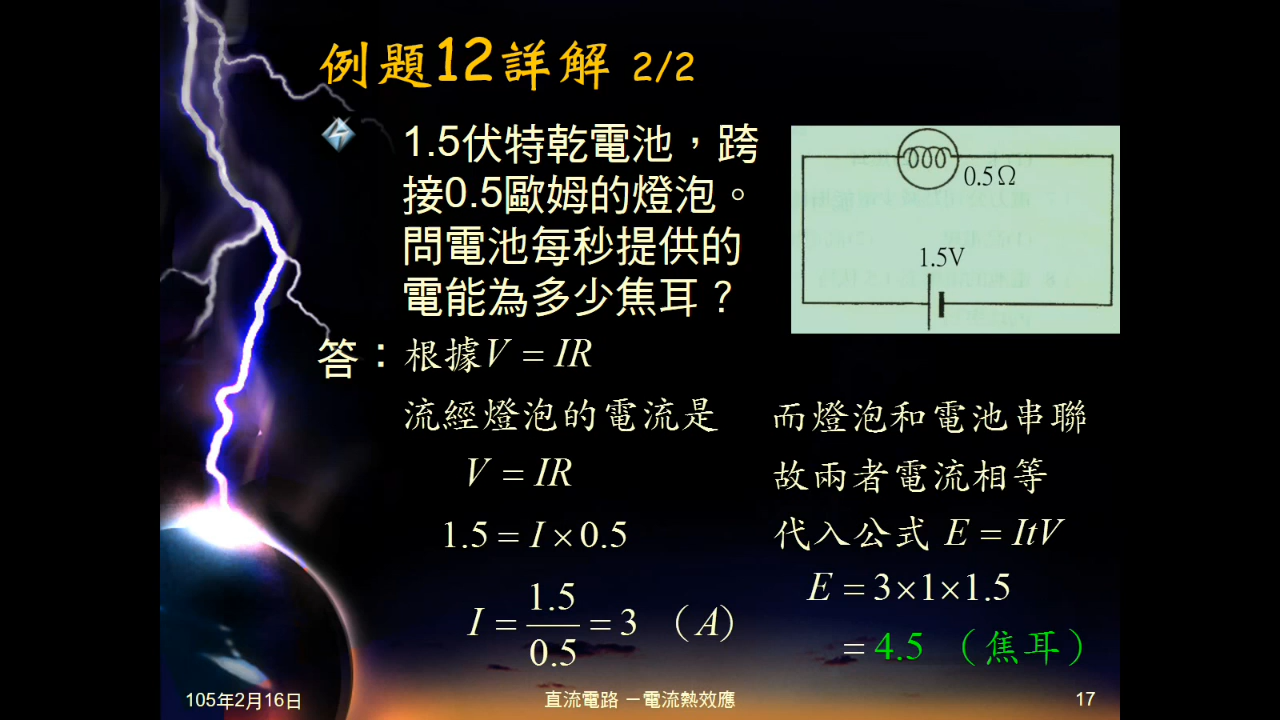 例題12詳解 2/2
1.5伏特乾電池，跨
接0.5歐姆的燈泡。
問電池每秒提供的
電能為多少焦耳？
0.5Ω
1.5V
答：根據V = IR
流經燈泡的電流是
V = IR
1.5 = I × 0.5
I = 1.5/0.5 = 3 （A）
而燈泡和電池串聯
故兩者電流相等
代入公式 E = ItV
E = 3×1×1.5
= 4.5 （焦耳）
105年2月16日
直流電路 －電流熱效應
17